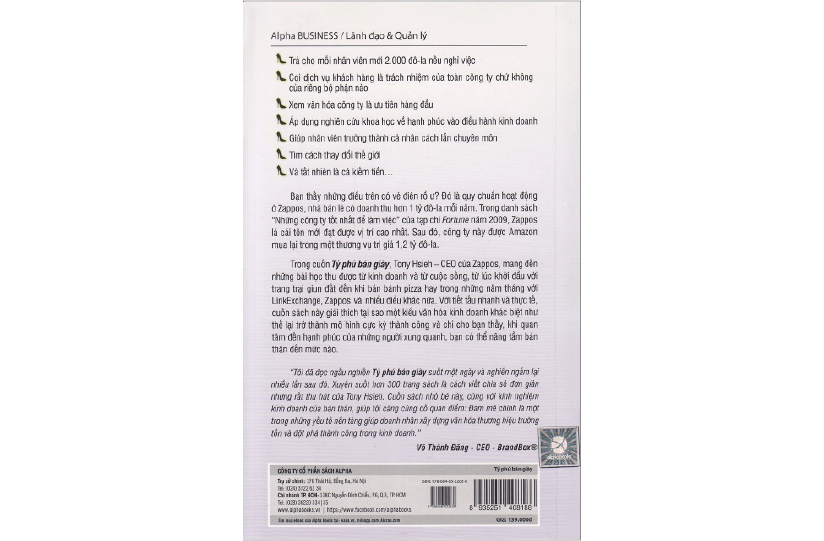 Alpha BUSINESS / Lãnh đạo & Quản lý
Trả cho mỗi nhân viên mới 2.000 đô-la nếu nghỉ việc
Coi dịch vụ khách hàng là trách nhiệm của toàn công ty chứ không
của riêng bộ phận nào
Xem văn hóa công ty là ưu tiên hàng đầu
Áp dụng nghiên cứu khoa học về hạnh phúc vào điều hành kinh doanh
Giúp nhân viên trưởng thành cả nhân cách lẫn chuyên môn
Tìm cách thay đổi thế giới
Và tất nhiên là cả kiếm tiền...
Bạn thấy những điều trên có vẻ điên rồ ư? Đó là quy chuẩn hoạt động
ở Zappos, nhà bán lẻ có doanh thu hơn 1 tỷ đô-la mỗi năm. Trong danh sách
"Những công ty tốt nhất để làm việc" của tạp chí Fortune năm 2009, Zappos
là cái tên mới đạt được vị trí cao nhất. Sau đó, công ty này được Amazon
mua lại trong một thương vụ trị giá 1,2 tỷ đô-la.
Trong cuốn Tỷ phú bán giày, Tony Hsieh – CEO của Zappos, mang đến
những bài học thu được từ kinh doanh và từ cuộc sống, từ lúc khởi đầu với
trang trại giun đất đến khi bán bánh pizza hay trong những năm tháng với
LinkExchange, Zappos và nhiều điều khác nữa. Với tiết tấu nhanh và thực tế,
cuốn sách này giải thích tại sao một kiểu văn hóa kinh doanh khác biệt như
thế lại trở thành mô hình cực kỳ thành công và chỉ cho bạn thấy, khi quan
tâm đến hạnh phúc của những người xung quanh, bạn có thể nâng tầm bản
thân đến mức nào.
"Tôi đã đọc ngấu nghiến Tỷ phú bán giày suốt một ngày và nghiền ngẫm lại
nhiều lần sau đó. Xuyên suốt hơn 300 trang sách là cách viết chia sẻ đơn giản
nhưng rất thu hút của Tony Hsieh. Cuốn sách nhỏ bé này, cùng với kinh nghiệm
kinh doanh của bản thân, giúp tôi càng củng cố quan điểm: Đam mê chính là một
trong những yếu tố nền tảng giúp doanh nhân xây dựng văn hóa thương hiệu trường
tồn và đột phá thành công trong kinh doanh."
Võ Thành Đăng - CEO - BrandBox®
CÔNG TY CỔ PHẦN SÁCH ALPHA
Tỷ phú bán giày
Trụ sở chính: 176 Thái Hà, Đống Đa, Hà Nội
Chi nhánh TP. HCM: Nguyễn Đình Chiểu, TP. HCM
www.alphabooks.vn | https://www.facebook.com/alphabooks
8 936251 408186
Giá: 139.000đ